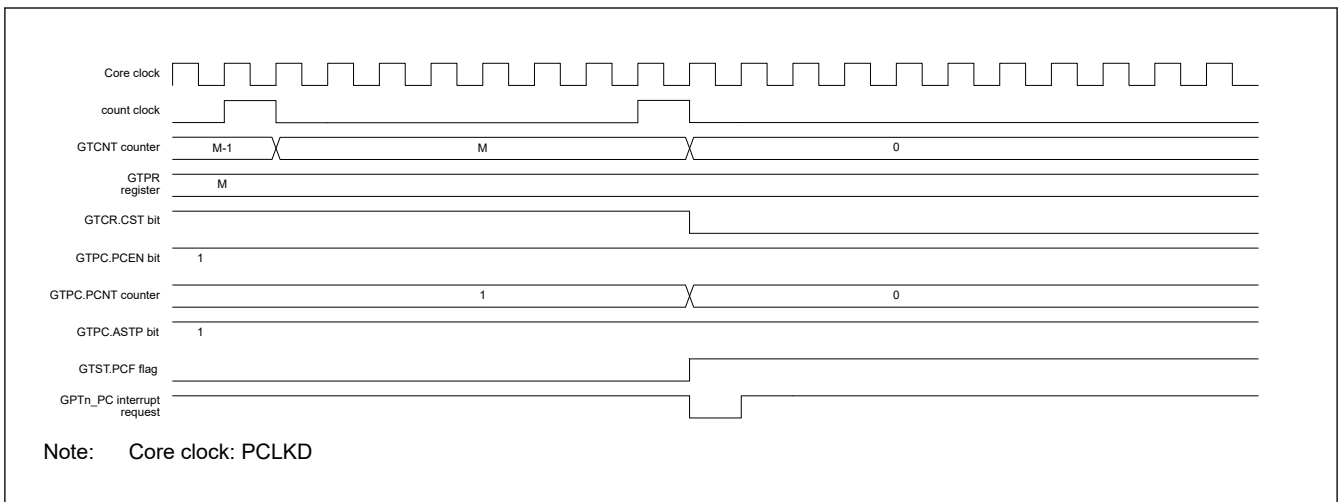 Core clock
count clock
GTCNT counter M-1 M 0
GTPR
register M
GTCR.CST bit
GTPC.PCEN bit 1
GTPC.PCNT counter 1 0
GTPC.ASTP bit 1
GTST.PCF flag
GPTn_PC interrupt
request
Note: Core clock: PCLKD